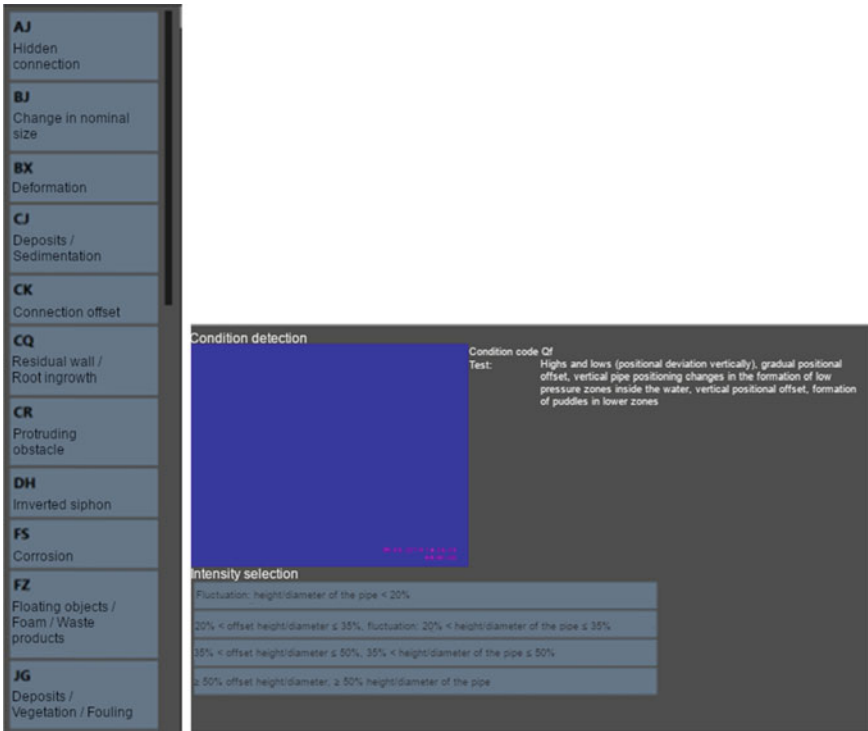 AJ
Hidden
connection
BJ
Change in nominal
size
BX
Deformation
CJ
Deposits /
Sedimentation
CK
Connection offset
CQ
Residual wall /
Root ingrowth
CR
Protruding
obstacle
DH
Imverted siphon
FS
Corrosion
FZ
Floating objects /
Foam / Waste
products
JG
Deposits /
Vegetation / Fouling
Condition detection
Condition code Qf
Test: Highs and lows (positional deviation vertically), gradual positional
offset, vertical pipe positioning changes in the formation of low
pressure zones inside the water, vertical positional offset, formation
of puddles in lower zones
Intensity selection
Fluctuation: height/diameter of the pipe < 20%
20% < offset height/diameter ≤ 35%, fluctuation: 20% < height/diameter of the pipe ≤ 35%
35% < offset height/diameter ≤ 50%, 35% < height/diameter of the pipe ≤ 50%
≥ 50% offset height/diameter, ≥ 50% height/diameter of the pipe